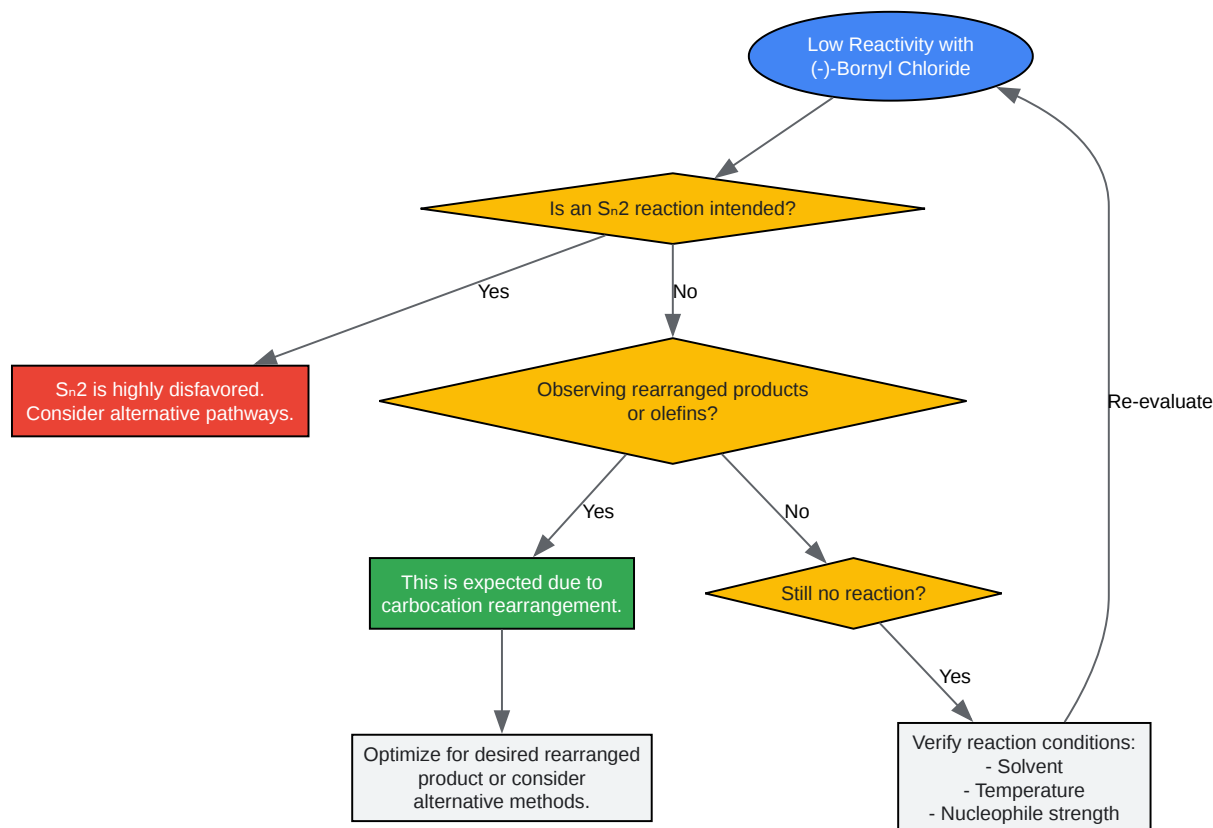 Low Reactivity with
(-)-Bornyl Chloride
Is an Sₙ2 reaction intended?
Yes
No
Sₙ2 is highly disfavored.
Consider alternative pathways.
Observing rearranged products
or olefins?
Re-evaluate
Yes
No
This is expected due to
carbocation rearrangement.
Still no reaction?
Yes
Optimize for desired rearranged
product or consider
alternative methods.
Verify reaction conditions:
- Solvent
- Temperature
- Nucleophile strength